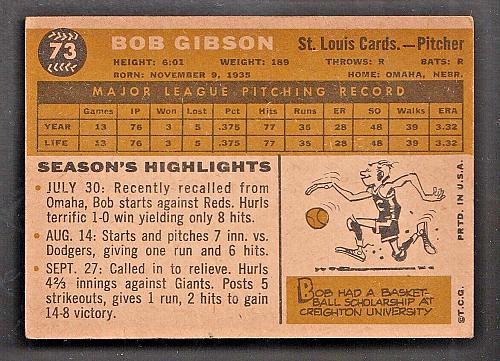 73
BOB GIBSON
St. Louis Cards.—Pitcher
HEIGHT: 6:01 WEIGHT: 189 THROWS: R BATS: R
BORN: NOVEMBER 9, 1935 HOME: OMAHA, NEBR.
MAJOR LEAGUE PITCHING RECORD
Games IP Won Lost Pct Hits Runs ER SO Walks ERA
YEAR 13 76 3 5 .375 77 35 28 48 39 3.32
LIFE 13 76 3 5 .375 77 35 28 48 39 3.32
SEASON'S HIGHLIGHTS
• JULY 30: Recently recalled from
Omaha, Bob starts against Reds. Hurls
terrific 1-0 win yielding only 8 hits.
• AUG. 14: Starts and pitches 7 inn. vs.
Dodgers, giving one run and 6 hits.
• SEPT. 27: Called in to relieve. Hurls
4⅔ innings against Giants. Posts 5
strikeouts, gives 1 run, 2 hits to gain
14-8 victory.
BOB HAD A BASKET-
BALL SCHOLARSHIP AT
CREIGHTON UNIVERSITY
©T.C.G. PRTD. IN U.S.A.